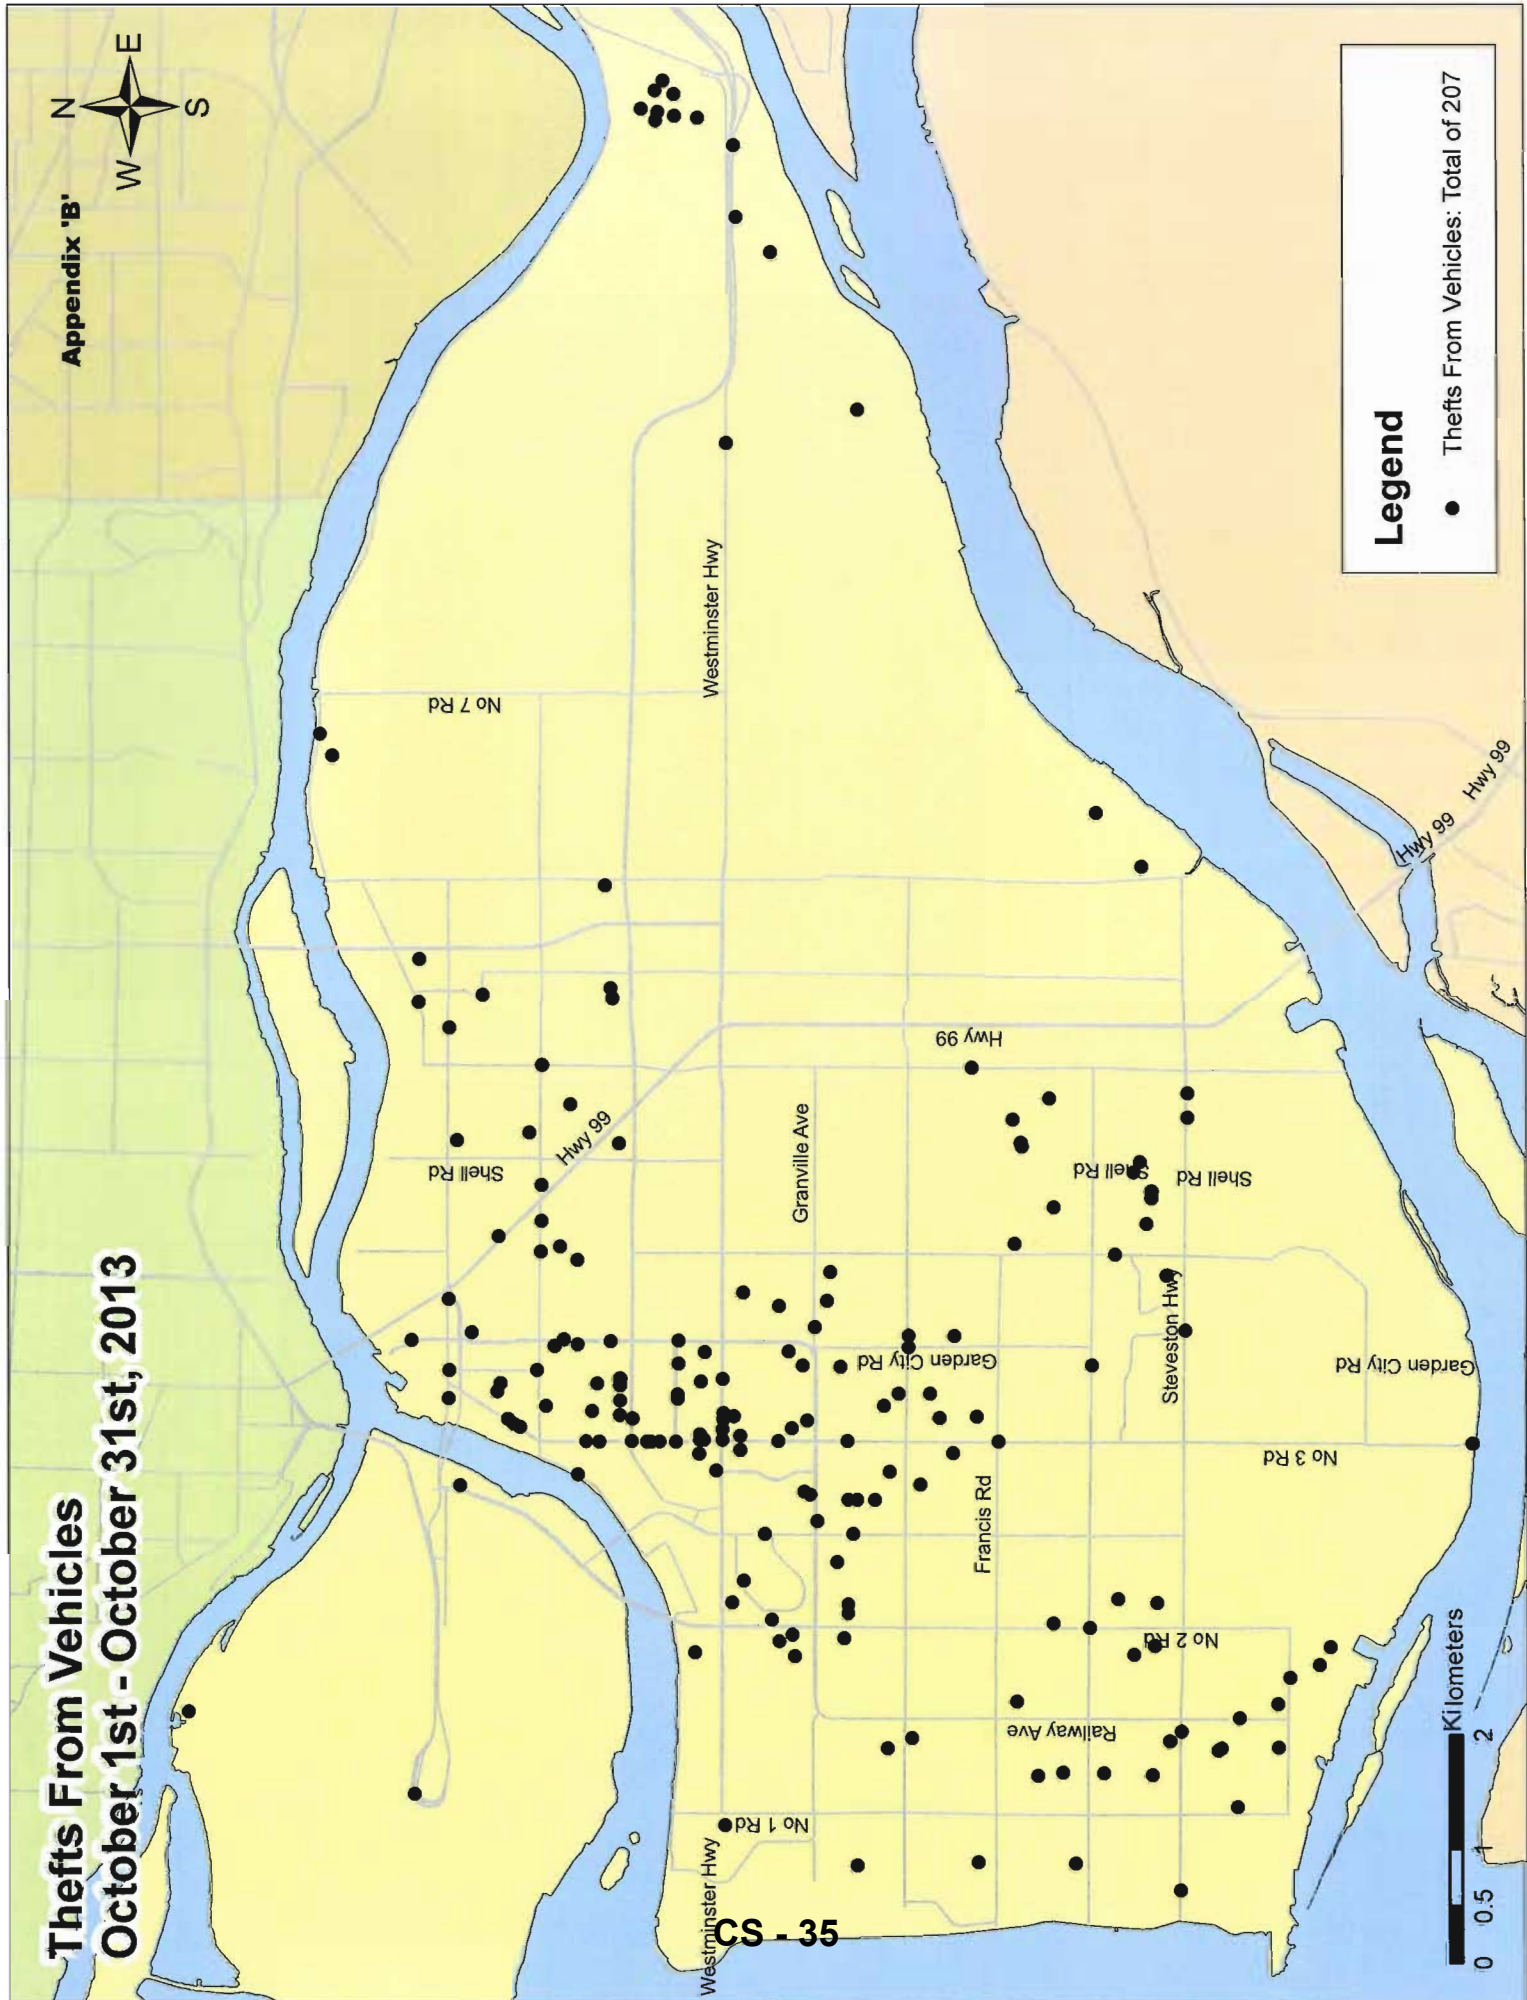 Thefts From Vehicles
October 1st - October 31st, 2013
Appendix 'B'
N
W
E
S
No 7 Rd
Westminster Hwy
Hwy 99
Shell Rd
Hwy 99
Granville Ave
Shell Rd
Shell Rd
Garden City Rd
Steveston Hwy
Garden City Rd
No 3 Rd
Francis Rd
No 2 Rd
Railway Ave
No 1 Rd
Westminster Hwy
Hwy 99
Hwy 99
Legend
Thefts From Vehicles: Total of 207
Kilometers
0 0.5 1 2
CS - 35